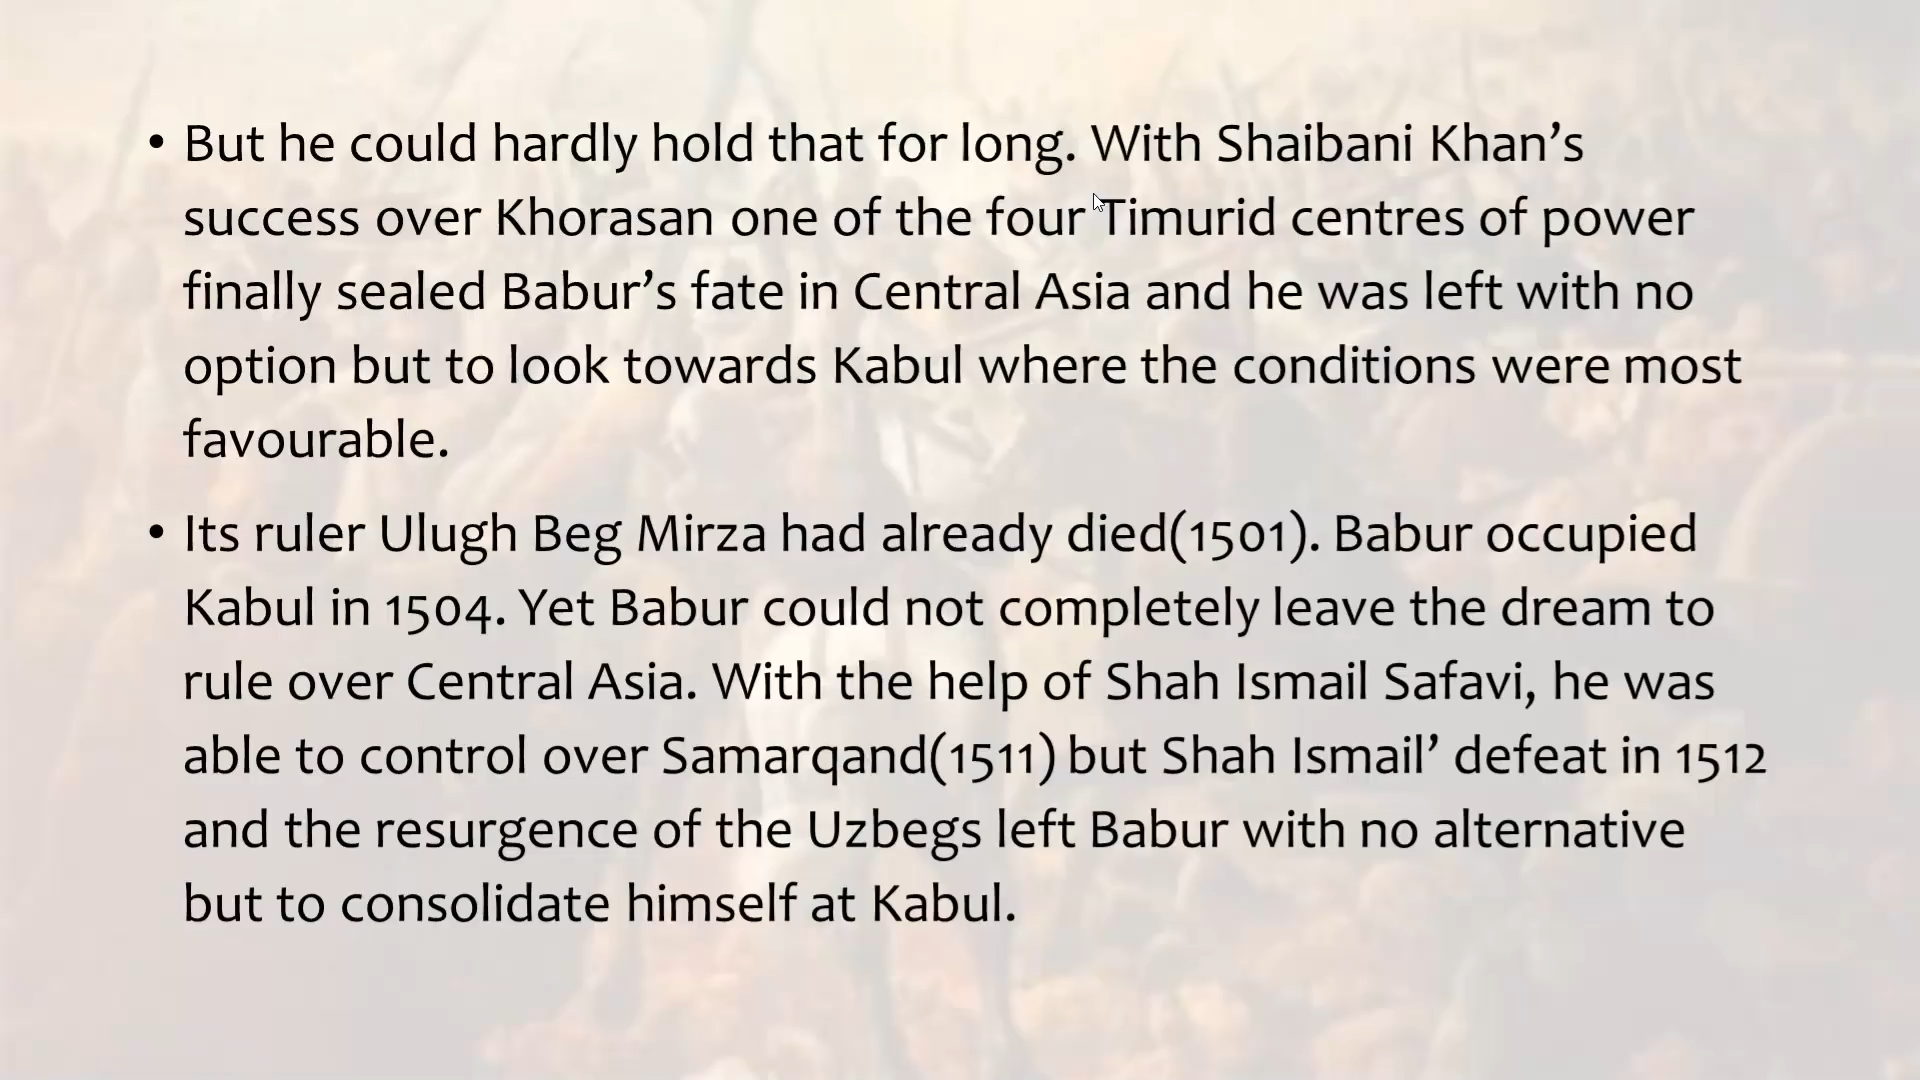 • But he could hardly hold that for long. With Shaibani Khan’s
success over Khorasan one of the four Timurid centres of power
finally sealed Babur’s fate in Central Asia and he was left with no
option but to look towards Kabul where the conditions were most
favourable.
• Its ruler Ulugh Beg Mirza had already died(1501). Babur occupied
Kabul in 1504. Yet Babur could not completely leave the dream to
rule over Central Asia. With the help of Shah Ismail Safavi, he was
able to control over Samarqand(1511) but Shah Ismail’ defeat in 1512
and the resurgence of the Uzbegs left Babur with no alternative
but to consolidate himself at Kabul.